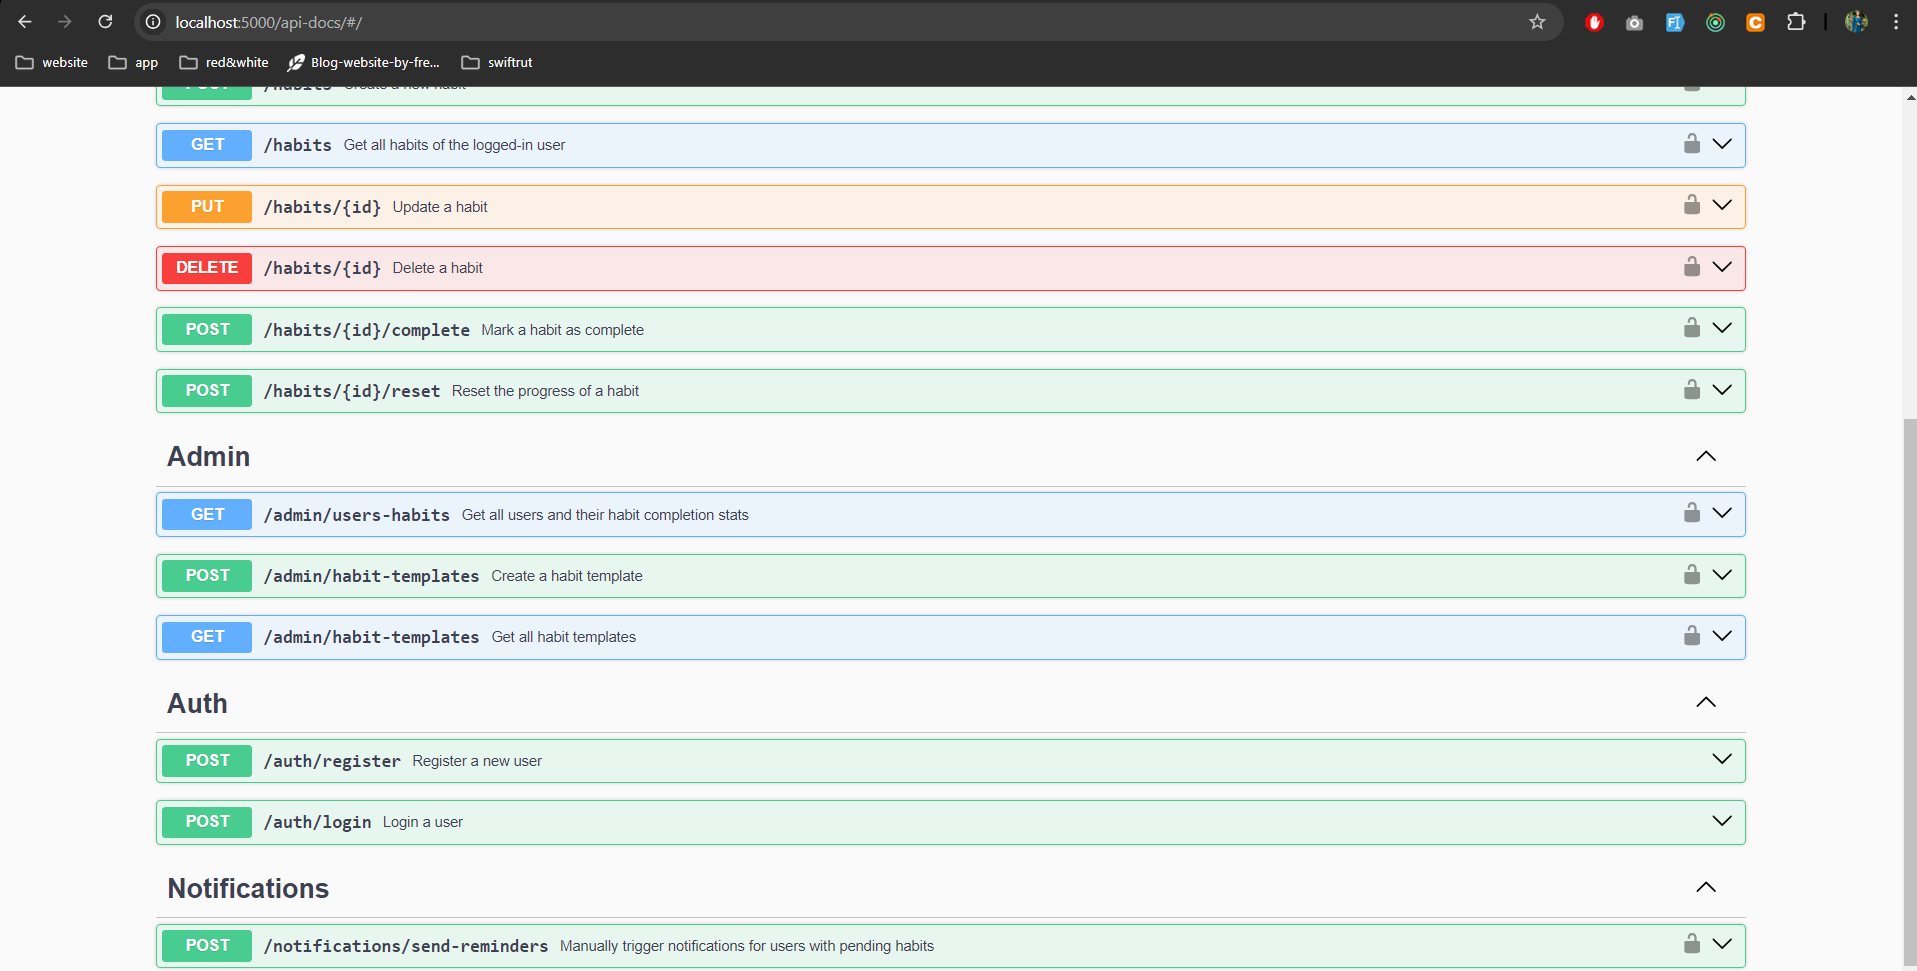 localhost:5000/api-docs/#/
website app red&white Blog-website-by-fre... swiftrut
POST /habits Create a new habit
GET /habits Get all habits of the logged-in user
PUT /habits/{id} Update a habit
DELETE /habits/{id} Delete a habit
POST /habits/{id}/complete Mark a habit as complete
POST /habits/{id}/reset Reset the progress of a habit
Admin
GET /admin/users-habits Get all users and their habit completion stats
POST /admin/habit-templates Create a habit template
GET /admin/habit-templates Get all habit templates
Auth
POST /auth/register Register a new user
POST /auth/login Login a user
Notifications
POST /notifications/send-reminders Manually trigger notifications for users with pending habits